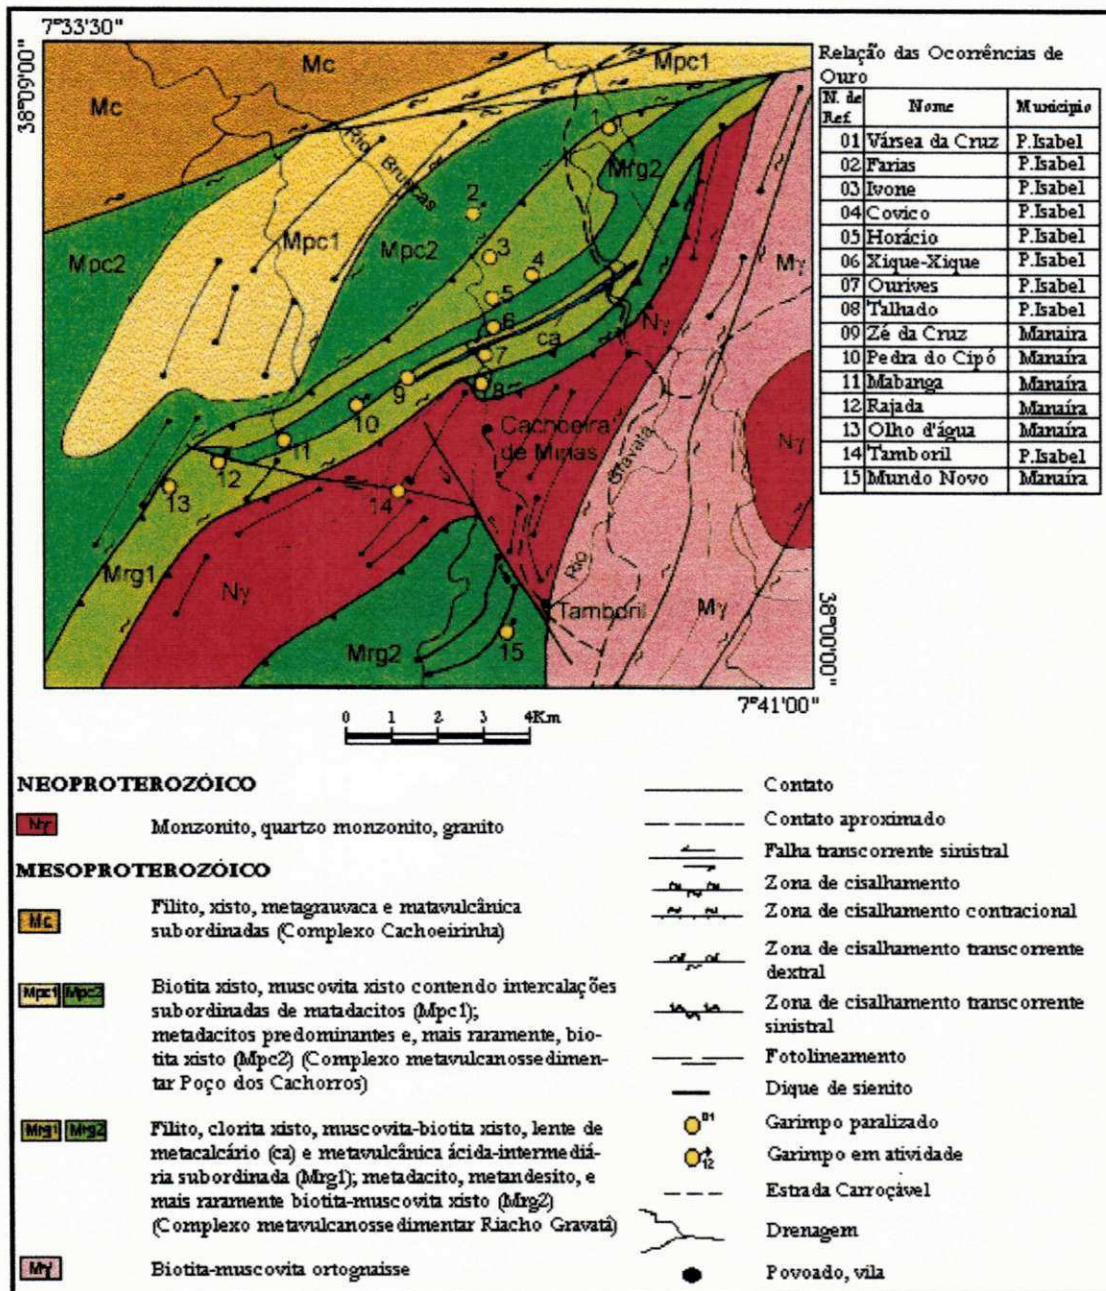 7°33'30"
38°09'00"
Mc
Mc
Mpc1
Rio Bruscas
Mpc1
Mpc2
Mpc2
Mrg2
1
2
3
4
5
6
ca
7
8
9
10
11
12
13
14
15
Nγ
Mγ
Nγ
Cachoeira
de Minas
Rio Gravatá
Mrg1
Nγ
Mrg2
Tamboril
Mγ
38°00'00"
7°41'00"
0 1 2 3 4Km
Relação das Ocorrências de
Ouro
N. de Ref. Nome Município
01 Vársea da Cruz P.Isabel
02 Farias P.Isabel
03 Ivone P.Isabel
04 Covico P.Isabel
05 Horácio P.Isabel
06 Xique-Xique P.Isabel
07 Ourives P.Isabel
08 Talhado P.Isabel
09 Zé da Cruz Manaíra
10 Pedra do Cipó Manaíra
11 Mabanga Manaíra
12 Rajada Manaíra
13 Olho d'água Manaíra
14 Tamboril P.Isabel
15 Mundo Novo Manaíra
NEOPROTEROZÓICO
Nγ Monzonito, quartzo monzonito, granito
MESOPROTEROZÓICO
Mc Filito, xisto, metagrauvaca e matavulcânica
subordinadas (Complexo Cachoeirinha)
Mpc1 Mpc2 Biotita xisto, muscovita xisto contendo intercalações
subordinadas de matadacitos (Mpc1);
metadacitos predominantes e, mais raramente, bio-
tita xisto (Mpc2) (Complexo metavulcanossedimen-
tar Poço dos Cachorros)
Mrg1 Mrg2 Filito, clorita xisto, muscovita-biotita xisto, lente de
metacalcário (ca) e metavulcânica ácida-intermediá-
ria subordinada (Mrg1); metadacito, metandesito, e
mais raramente biotita-muscovita xisto (Mrg2)
(Complexo metavulcanossedimentar Riacho Gravatá)
Mγ Biotita-muscovita ortognaisse
Contato
Contato aproximado
Falha transcorrente sinistral
Zona de cisalhamento
Zona de cisalhamento contracional
Zona de cisalhamento transcorrente
dextral
Zona de cisalhamento transcorrente
sinistral
Fotolineamento
Dique de sienito
01 Garimpo paralizado
12 Garimpo em atividade
Estrada Carroçável
Drenagem
Povoado, vila